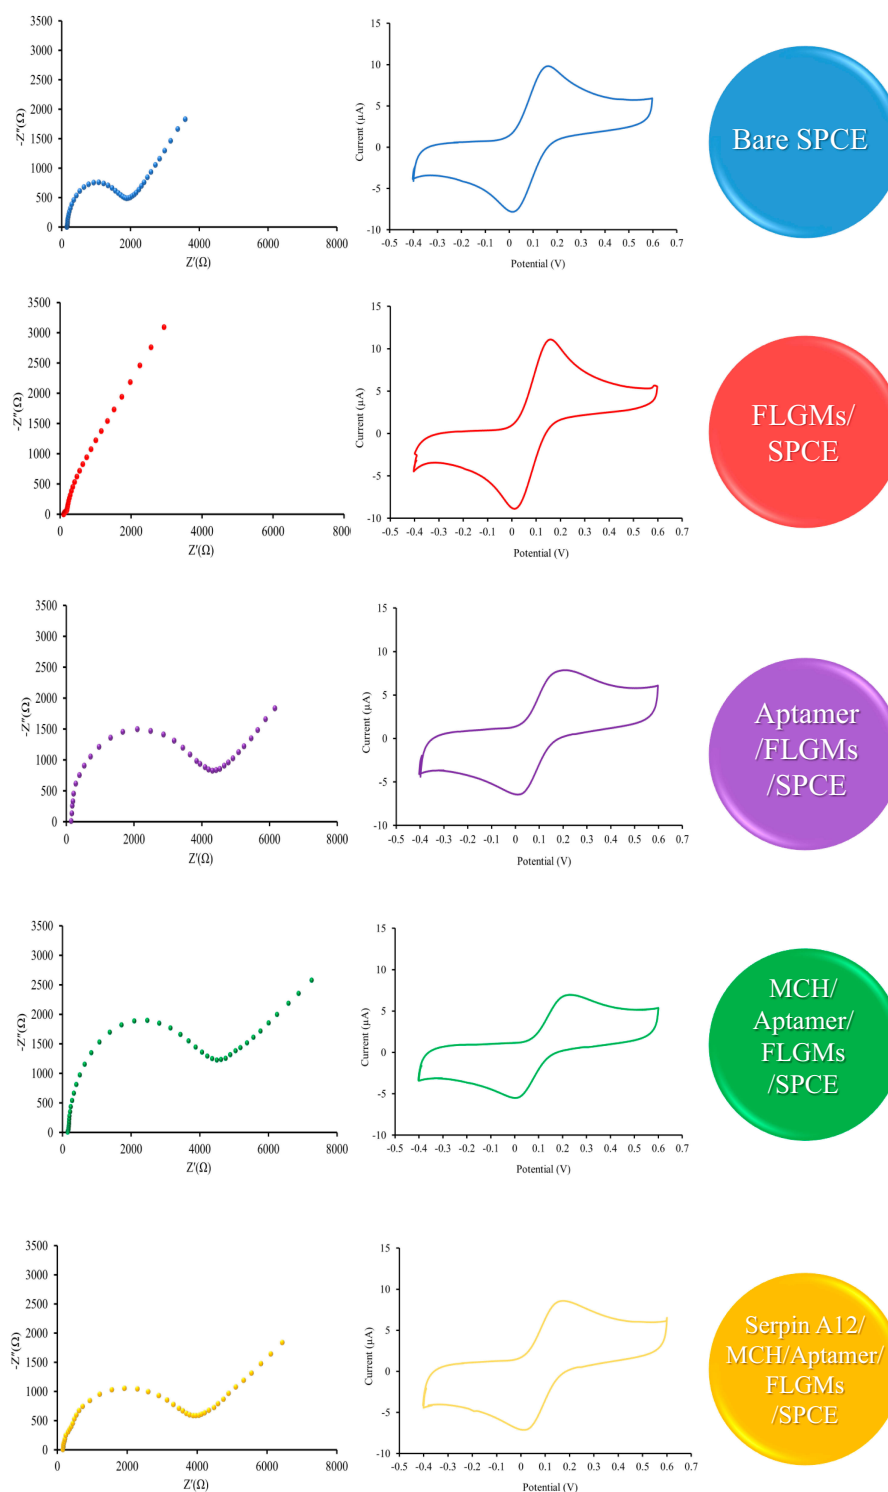 3500
3000
2500
2000
1500
1000
500
0
-Z″(Ω)
0 2000 4000 6000 8000
Z′(Ω)
15
10
5
0
-5
-10
Current (µA)
-0.5 -0.4 -0.3 -0.2 -0.1 0 0.1 0.2 0.3 0.4 0.5 0.6 0.7
Potential (V)
Bare SPCE
3500
3000
2500
2000
1500
1000
500
0
-Z″(Ω)
0 2000 4000 6000 8000
Z′(Ω)
15
10
5
0
-5
-10
Current (µA)
-0.5 -0.4 -0.3 -0.2 -0.1 0 0.1 0.2 0.3 0.4 0.5 0.6 0.7
Potential (V)
FLGMs/
SPCE
3500
3000
2500
2000
1500
1000
500
0
-Z″(Ω)
0 2000 4000 6000 8000
Z′(Ω)
15
10
5
0
-5
-10
Current (µA)
-0.5 -0.4 -0.3 -0.2 -0.1 0 0.1 0.2 0.3 0.4 0.5 0.6 0.7
Potential (V)
Aptamer
/FLGMs
/SPCE
3500
3000
2500
2000
1500
1000
500
0
-Z″(Ω)
0 2000 4000 6000 8000
Z′(Ω)
15
10
5
0
-5
-10
Current (µA)
-0.5 -0.4 -0.3 -0.2 -0.1 0 0.1 0.2 0.3 0.4 0.5 0.6 0.7
Potential (V)
MCH/
Aptamer/
FLGMs
/SPCE
3500
3000
2500
2000
1500
1000
500
0
-Z″(Ω)
0 2000 4000 6000 8000
Z′(Ω)
15
10
5
0
-5
-10
Current (µA)
-0.5 -0.4 -0.3 -0.2 -0.1 0 0.1 0.2 0.3 0.4 0.5 0.6 0.7
Potential (V)
Serpin A12/
MCH/Aptamer/
FLGMs
/SPCE